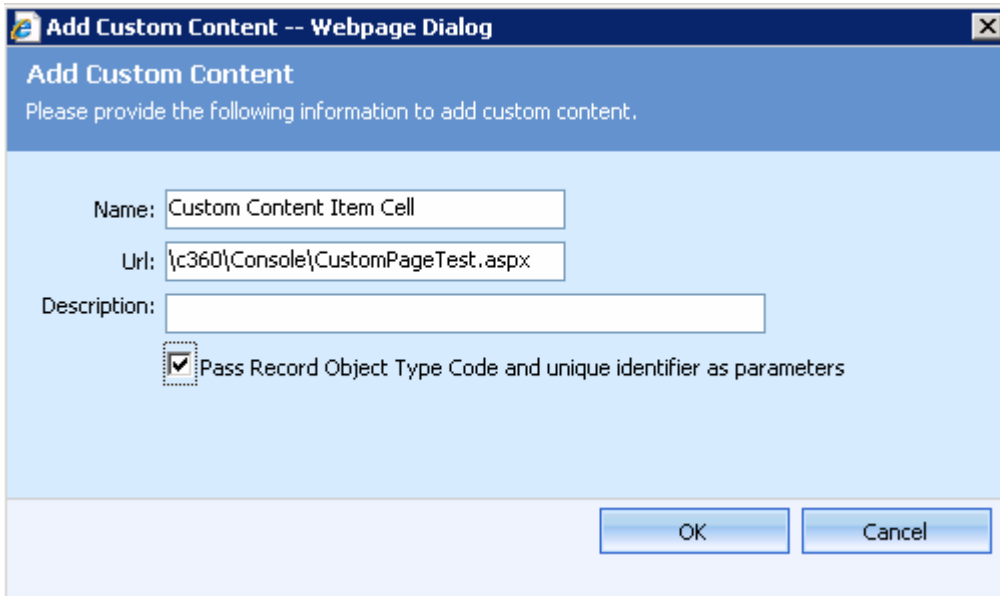 Add Custom Content -- Webpage Dialog
Add Custom Content
Please provide the following information to add custom content.
Name: Custom Content Item Cell
Url: \c360\Console\CustomPageTest.aspx
Description:
Pass Record Object Type Code and unique identifier as parameters
OK Cancel